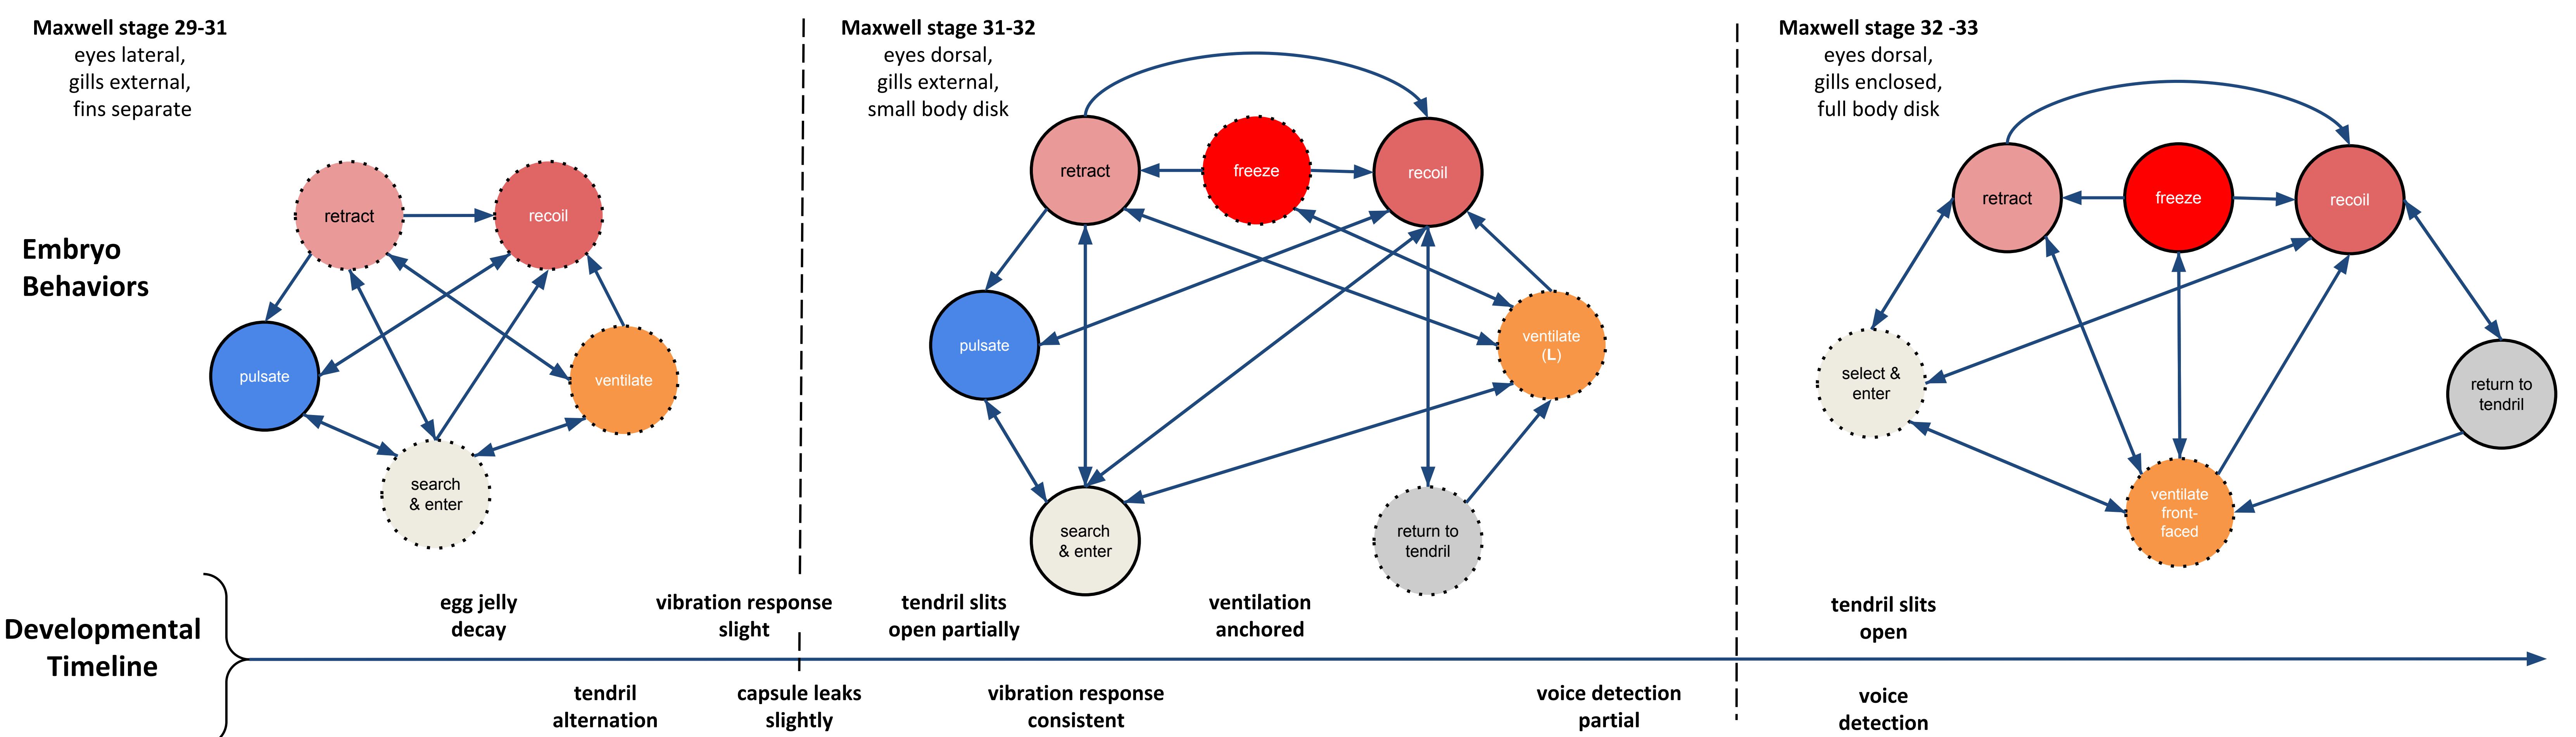 Maxwell stage 29-31
eyes lateral,
gills external,
fins separate
Maxwell stage 31-32
eyes dorsal,
gills external,
small body disk
Maxwell stage 32 -33
eyes dorsal,
gills enclosed,
full body disk
Embryo
Behaviors
retract
recoil
pulsate
ventilate
search
& enter
retract
freeze
recoil
pulsate
ventilate
(L)
search
& enter
return to
tendril
retract
freeze
recoil
select &
enter
return to
tendril
ventilate
front-
faced
Developmental
Timeline
egg jelly
decay
vibration response
slight
tendril slits
open partially
ventilation
anchored
tendril slits
open
tendril
alternation
capsule leaks
slightly
vibration response
consistent
voice detection
partial
voice
detection